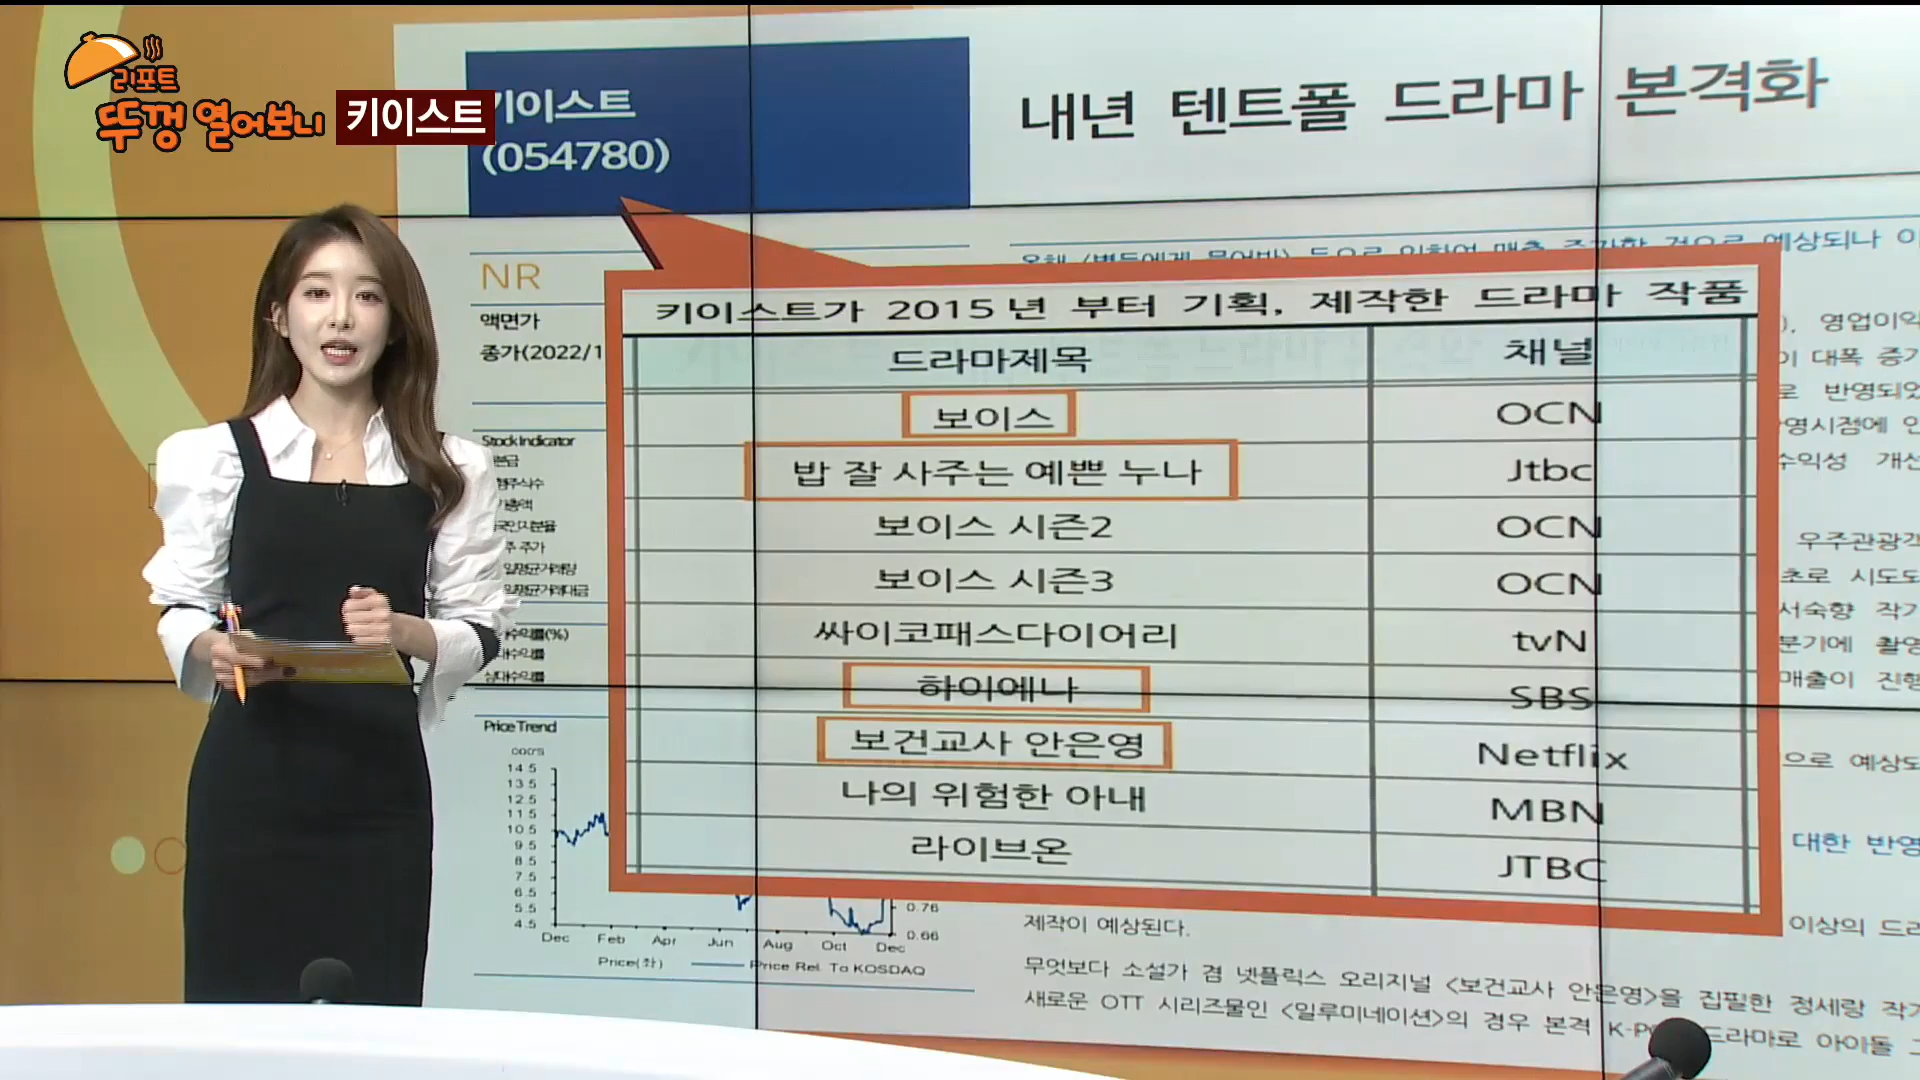 리포트
뚜껑 열어보니
키이스트
키이스트
(054780)
내년 텐트폴 드라마 본격화
NR
액면가
종가(2022/1
Stock Indicator
Price Trend
000'S
14.5
13.5
12.5
11.5
10.5
9.5
8.5
7.5
6.5
5.5
4.5
Dec Feb Apr Jun Aug Oct Dec
0.76
0.66
Price(좌) Price Rel. To KOSDAQ
키이스트가 2015년 부터 기획, 제작한 드라마 작품
드라마제목 채널
보이스 OCN
밥 잘 사주는 예쁜 누나 Jtbc
보이스 시즌2 OCN
보이스 시즌3 OCN
싸이코패스다이어리 tvN
하이에나 SBS
보건교사 안은영 Netflix
나의 위험한 아내 MBN
라이브온 JTBC
예상되나
영업이익
대폭 증가
반영되었
영시점에
수익성 개선
우주관광객
초로 시도되
서숙향 작가
분기에 촬영
매출이 진행
으로 예상되
대한 반영
이상의 드라
제작이 예상된다.
무엇보다 소설가 겸 넷플릭스 오리지널 <보건교사 안은영>을 집필한 정세랑 작가
새로운 OTT 시리즈물인 <일루미네이션>의 경우 본격 드라마로 아이돌